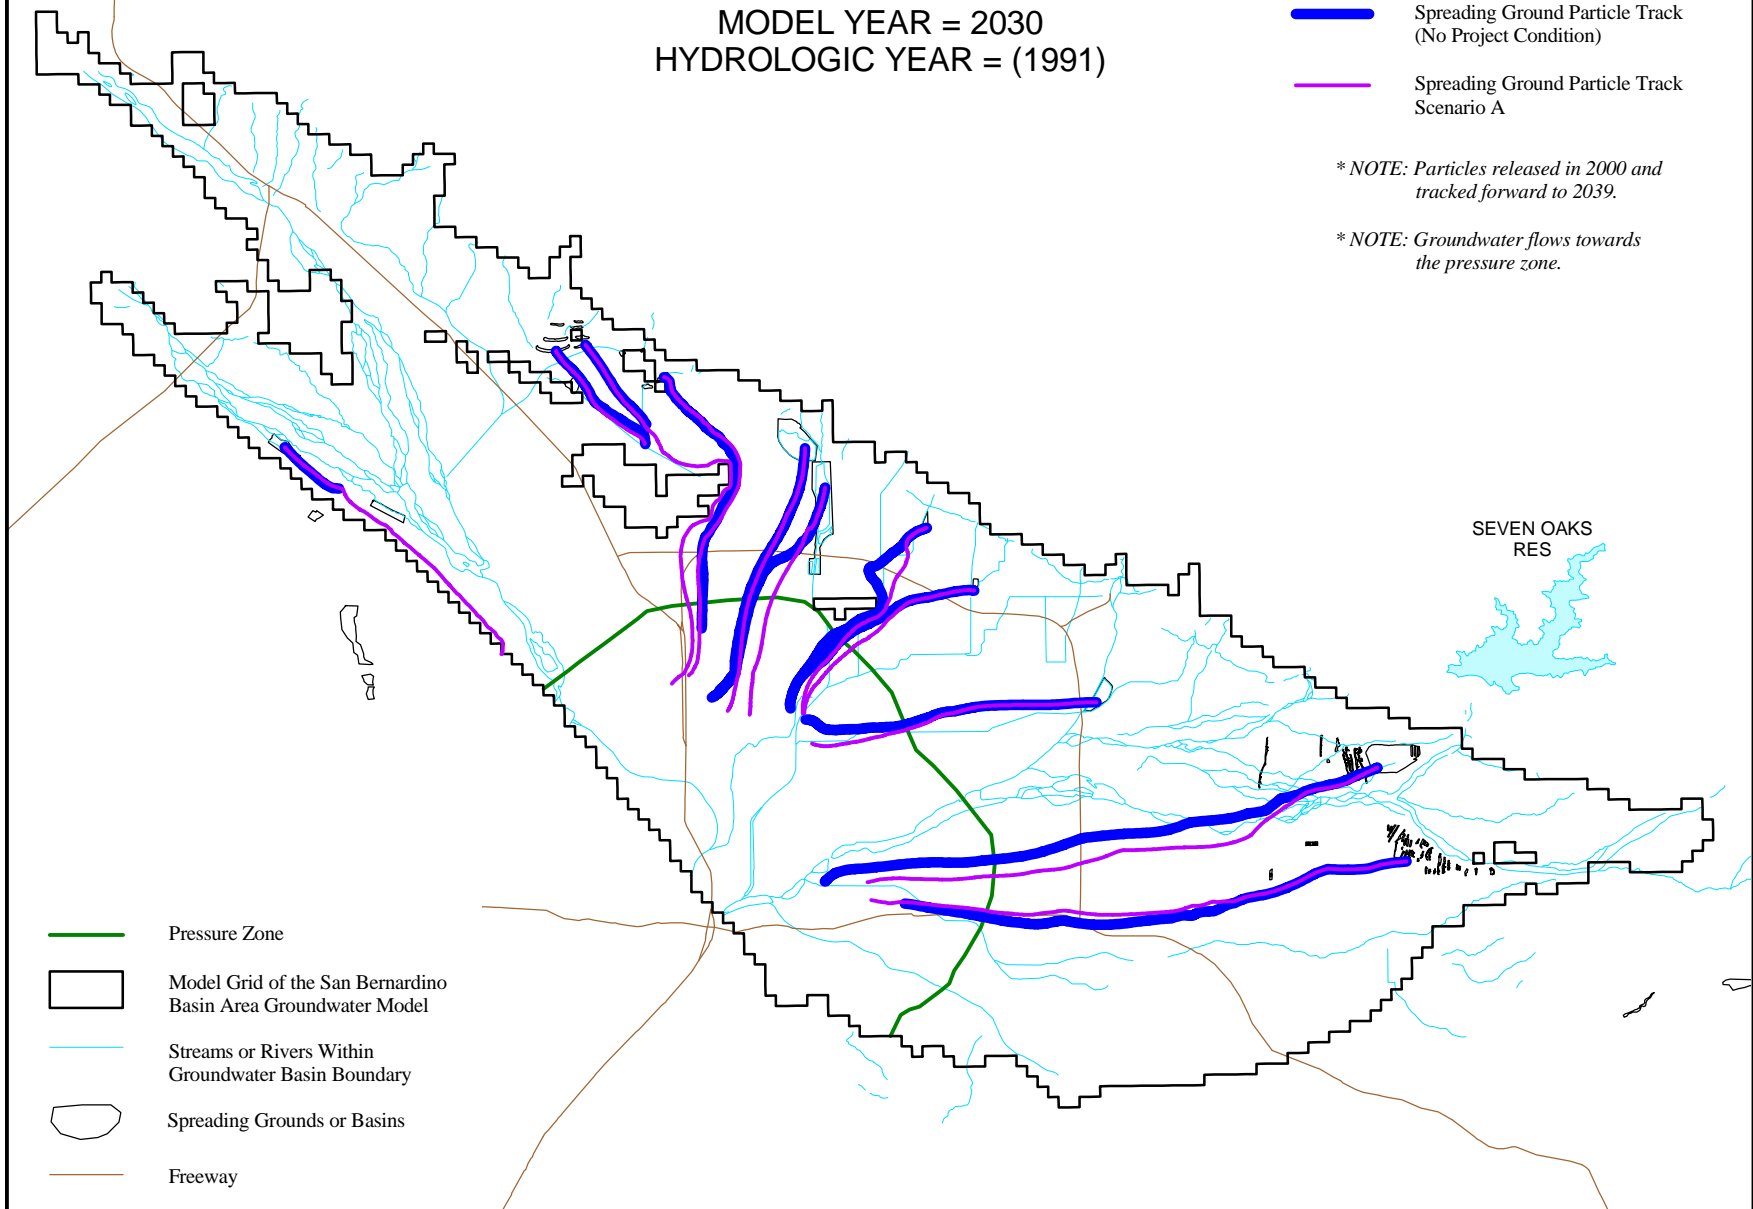 MODEL YEAR = 2030
HYDROLOGIC YEAR = (1991)
Spreading Ground Particle Track
(No Project Condition)
Spreading Ground Particle Track
Scenario A
* NOTE: Particles released in 2000 and
tracked forward to 2039.
* NOTE: Groundwater flows towards
the pressure zone.
SEVEN OAKS
RES
Pressure Zone
Model Grid of the San Bernardino
Basin Area Groundwater Model
Streams or Rivers Within
Groundwater Basin Boundary
Spreading Grounds or Basins
Freeway